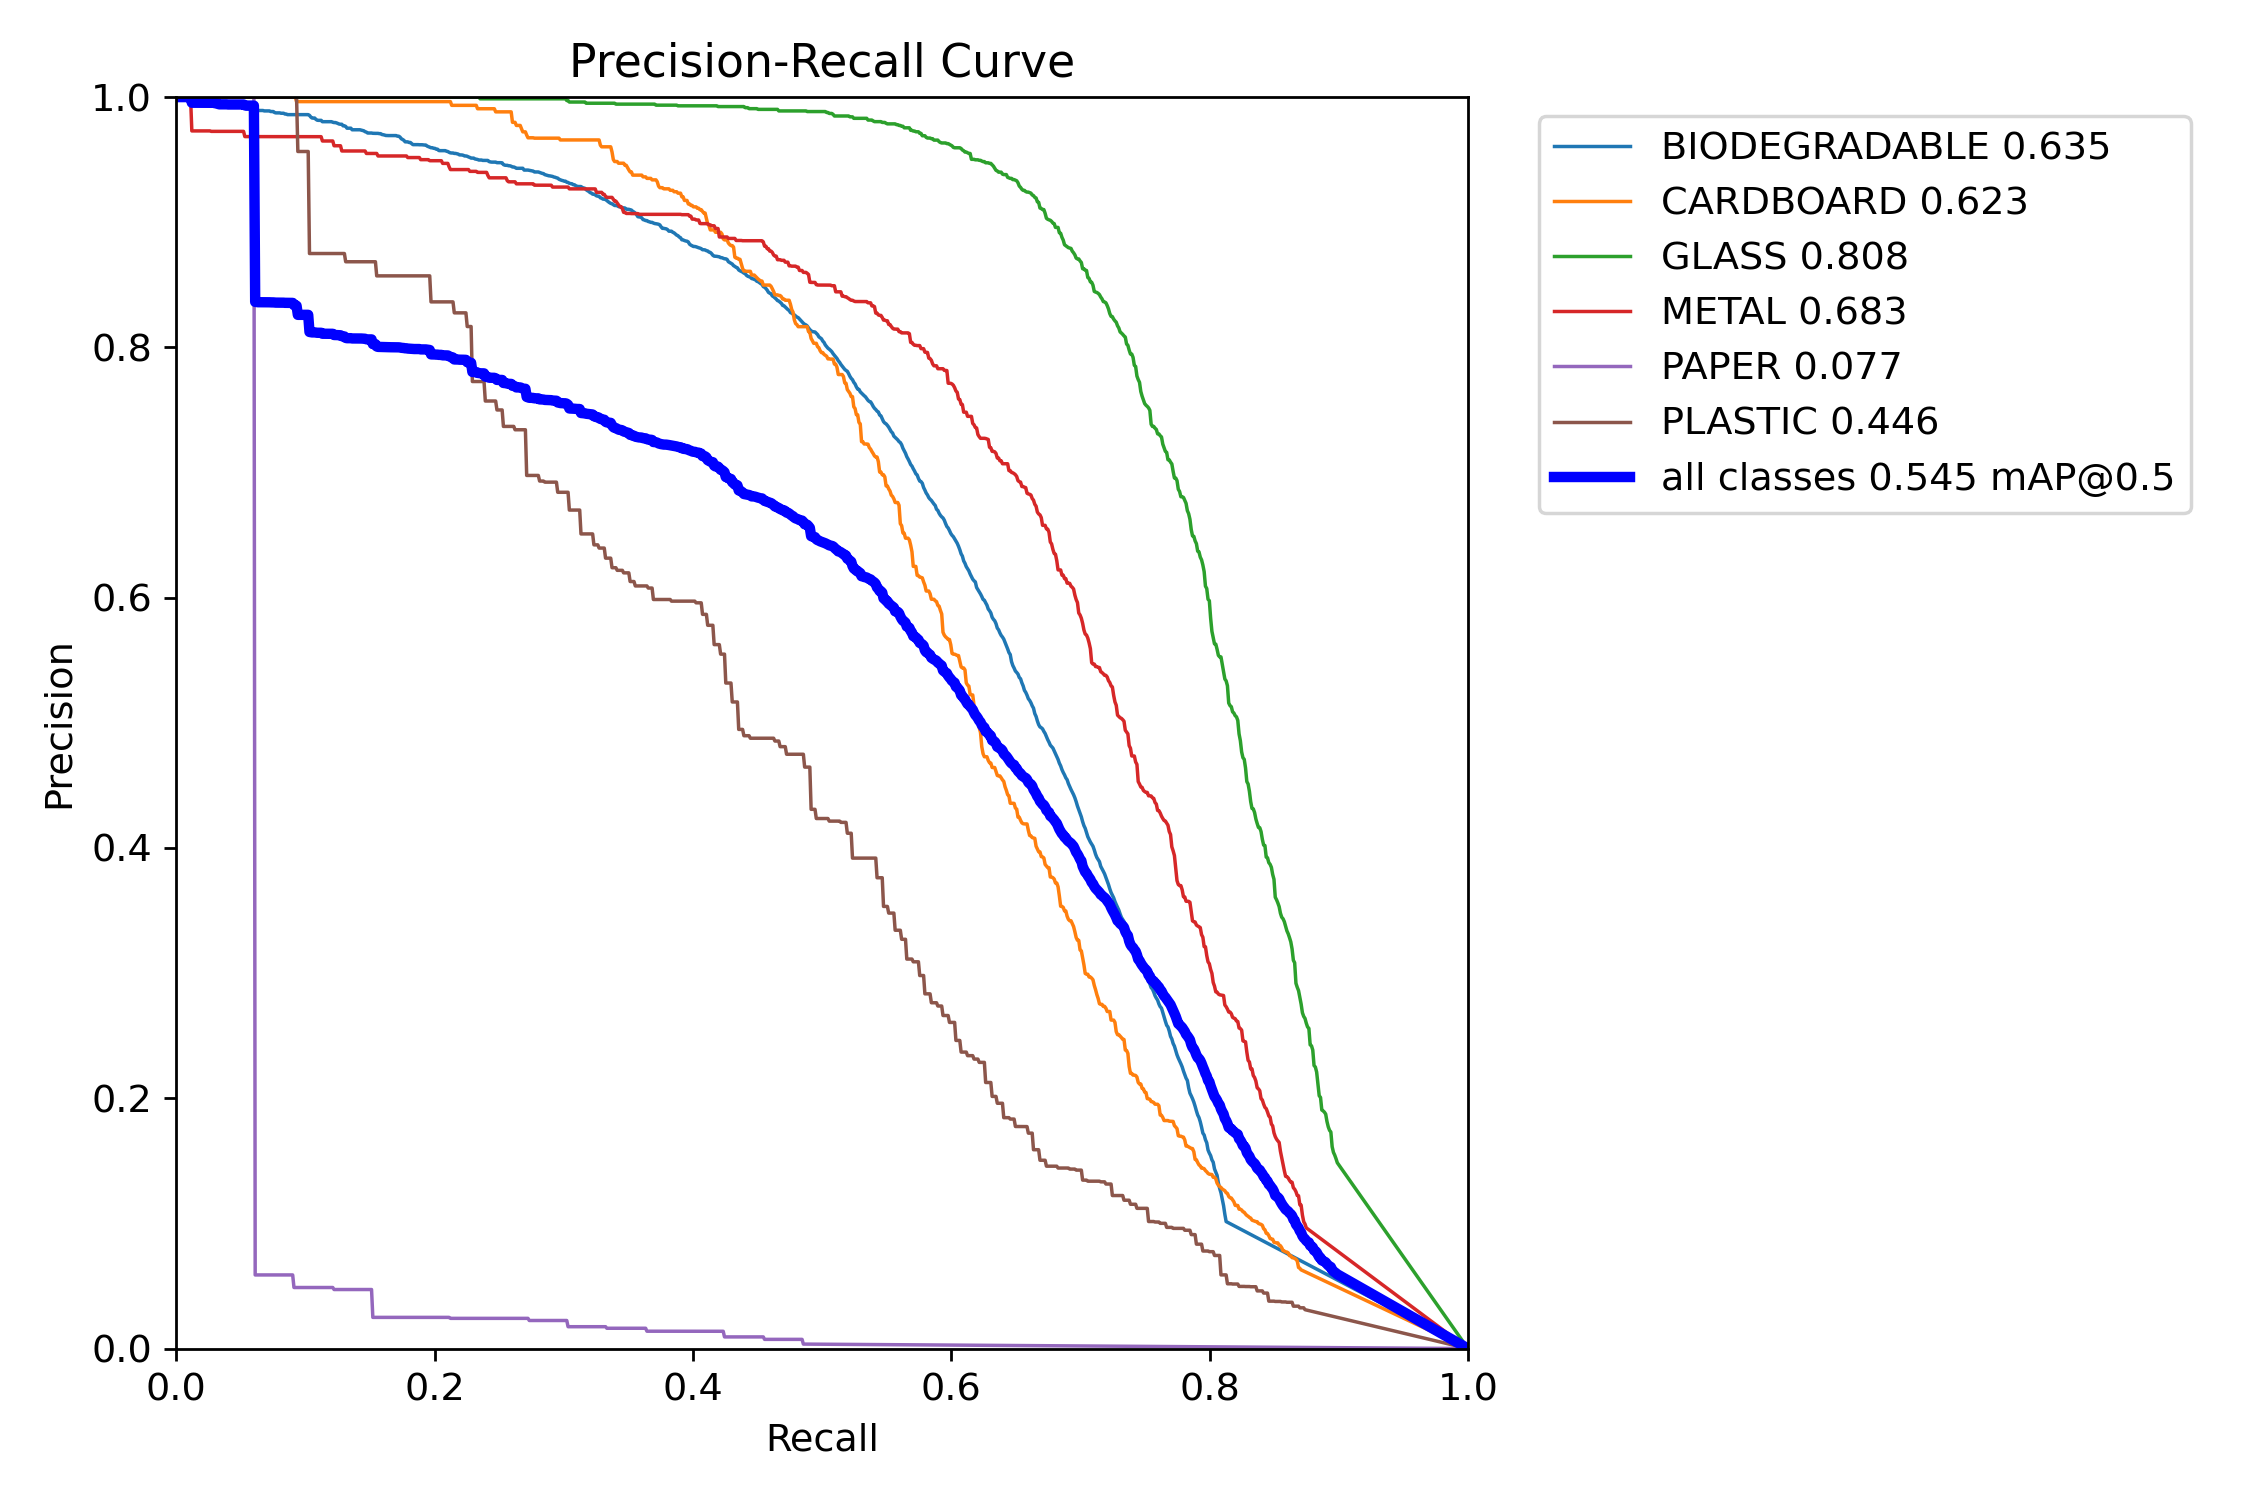 Precision-Recall Curve
1.0
0.8
0.6
0.4
0.2
0.0
Precision
0.0 0.2 0.4 0.6 0.8 1.0
Recall
BIODEGRADABLE 0.635
CARDBOARD 0.623
GLASS 0.808
METAL 0.683
PAPER 0.077
PLASTIC 0.446
all classes 0.545 mAP@0.5